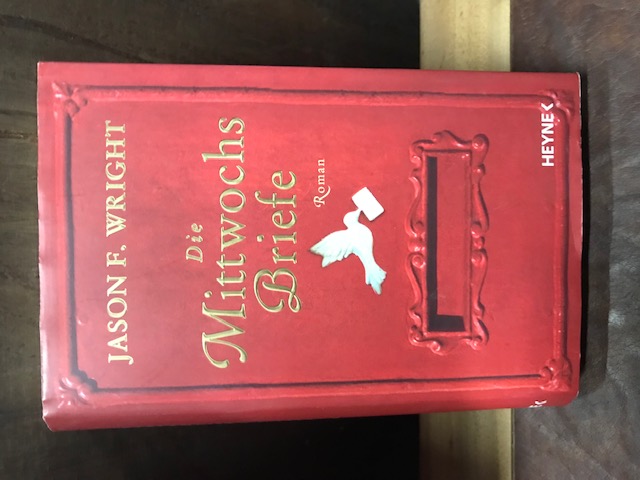 JASON F. WRIGHT
Die
Mittwochs
Briefe
Roman
HEYNE